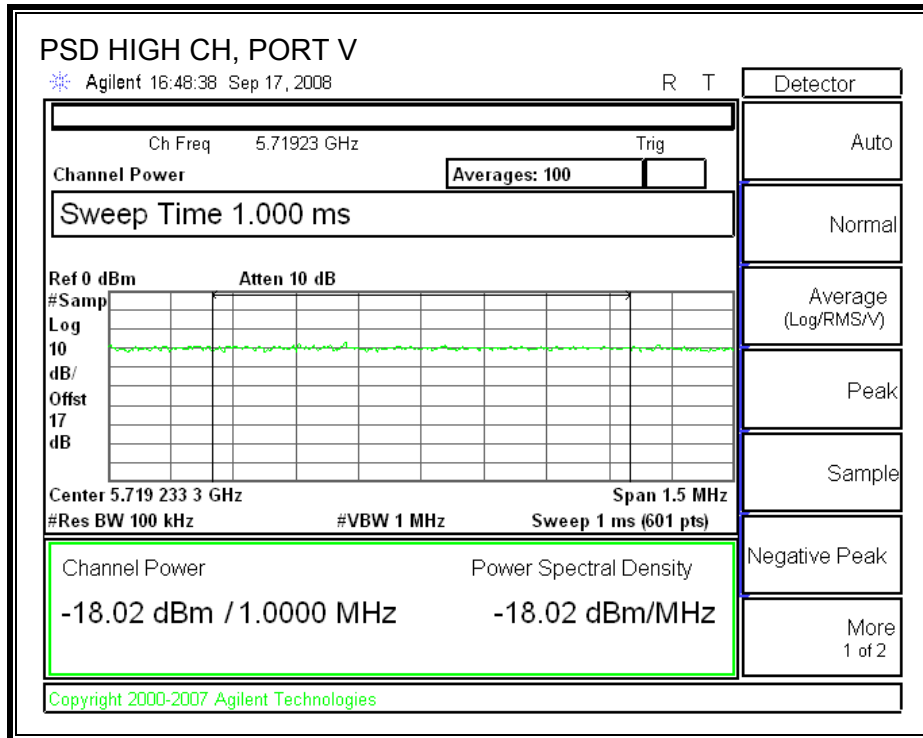 PSD HIGH CH, PORT V
Agilent 16:48:38 Sep 17, 2008 R T
Detector
Ch Freq 5.71923 GHz Trig
Auto
Channel Power Averages: 100
Sweep Time 1.000 ms
Normal
Ref 0 dBm Atten 10 dB
#Samp
Log
10
dB/
Offst
17
dB
Average
(Log/RMS/V)
Peak
Sample
Center 5.719 233 3 GHz Span 1.5 MHz
#Res BW 100 kHz #VBW 1 MHz Sweep 1 ms (601 pts)
Channel Power Power Spectral Density
Negative Peak
-18.02 dBm / 1.0000 MHz -18.02 dBm/MHz
More
1 of 2
Copyright 2000-2007 Agilent Technologies